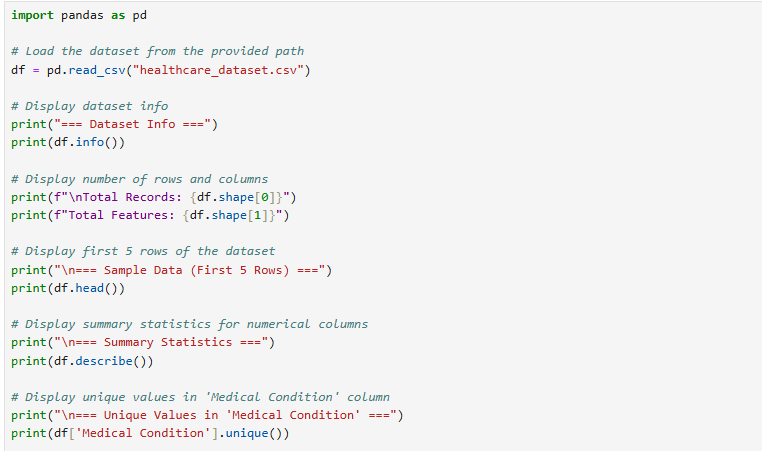 import pandas as pd
# Load the dataset from the provided path
df = pd.read_csv("healthcare_dataset.csv")
# Display dataset info
print("=== Dataset Info ===")
print(df.info())
# Display number of rows and columns
print(f"\nTotal Records: {df.shape[0]}")
print(f"Total Features: {df.shape[1]}")
# Display first 5 rows of the dataset
print("\n=== Sample Data (First 5 Rows) ===")
print(df.head())
# Display summary statistics for numerical columns
print("\n=== Summary Statistics ===")
print(df.describe())
# Display unique values in 'Medical Condition' column
print("\n=== Unique Values in 'Medical Condition' ===")
print(df['Medical Condition'].unique())